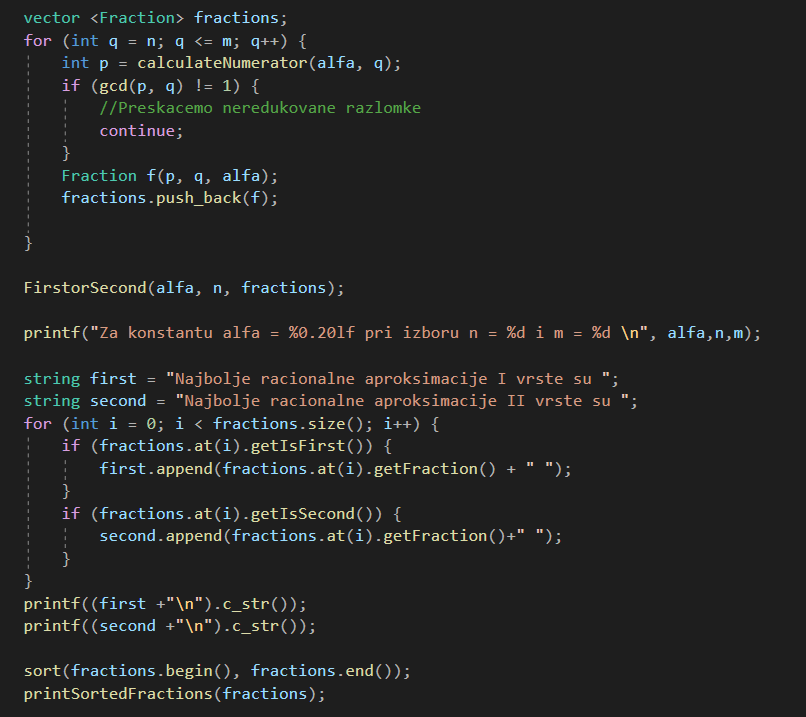 vector <Fraction> fractions;
for (int q = n; q <= m; q++) {
    int p = calculateNumerator(alfa, q);
    if (gcd(p, q) != 1) {
        //Preskacemo neredukovane razlomke
        continue;
    }
    Fraction f(p, q, alfa);
    fractions.push_back(f);
}
FirstorSecond(alfa, n, fractions);
printf("Za konstantu alfa = %0.20lf pri izboru n = %d i m = %d \n", alfa,n,m);
string first = "Najbolje racionalne aproksimacije I vrste su ";
string second = "Najbolje racionalne aproksimacije II vrste su ";
for (int i = 0; i < fractions.size(); i++) {
    if (fractions.at(i).getIsFirst()) {
        first.append(fractions.at(i).getFraction() + " ");
    }
    if (fractions.at(i).getIsSecond()) {
        second.append(fractions.at(i).getFraction()+" ");
    }
}
printf((first +"\n").c_str());
printf((second +"\n").c_str());
sort(fractions.begin(), fractions.end());
printSortedFractions(fractions);